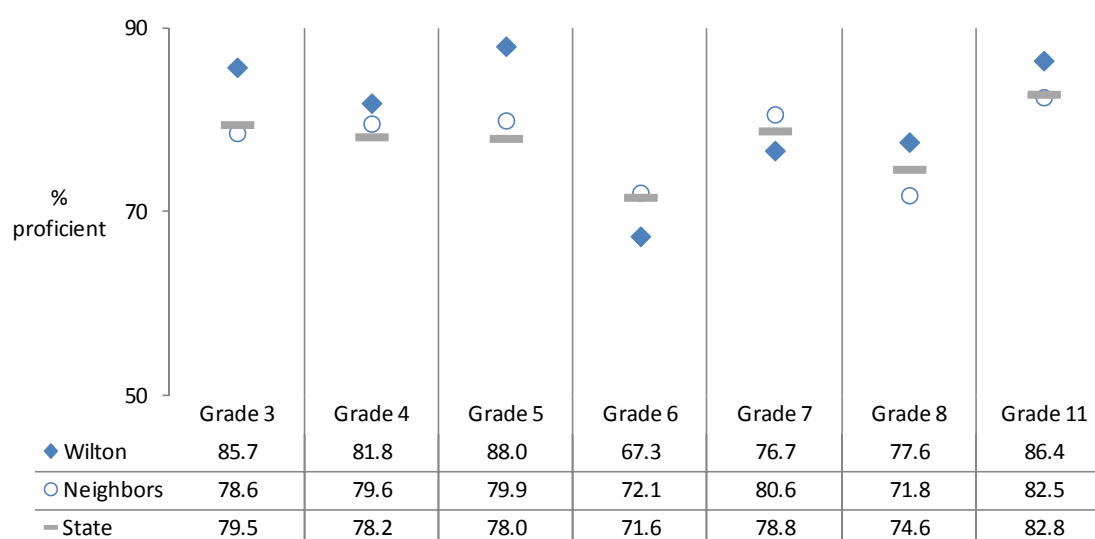 90
70
50
%
proficient
Grade 3 Grade 4 Grade 5 Grade 6 Grade 7 Grade 8 Grade 11
Wilton 85.7 81.8 88.0 67.3 76.7 77.6 86.4
Neighbors 78.6 79.6 79.9 72.1 80.6 71.8 82.5
State 79.5 78.2 78.0 71.6 78.8 74.6 82.8